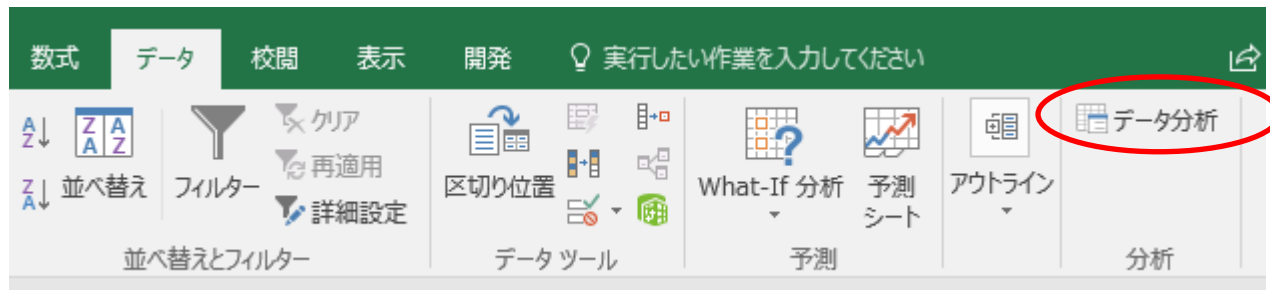 数式 データ 校閲 表示 開発 実行したい作業を入力してください
並べ替え フィルター クリア 再適用 詳細設定
区切り位置
What-If 分析 予測シート
アウトライン
データ分析
並べ替えとフィルター データ ツール 予測 分析